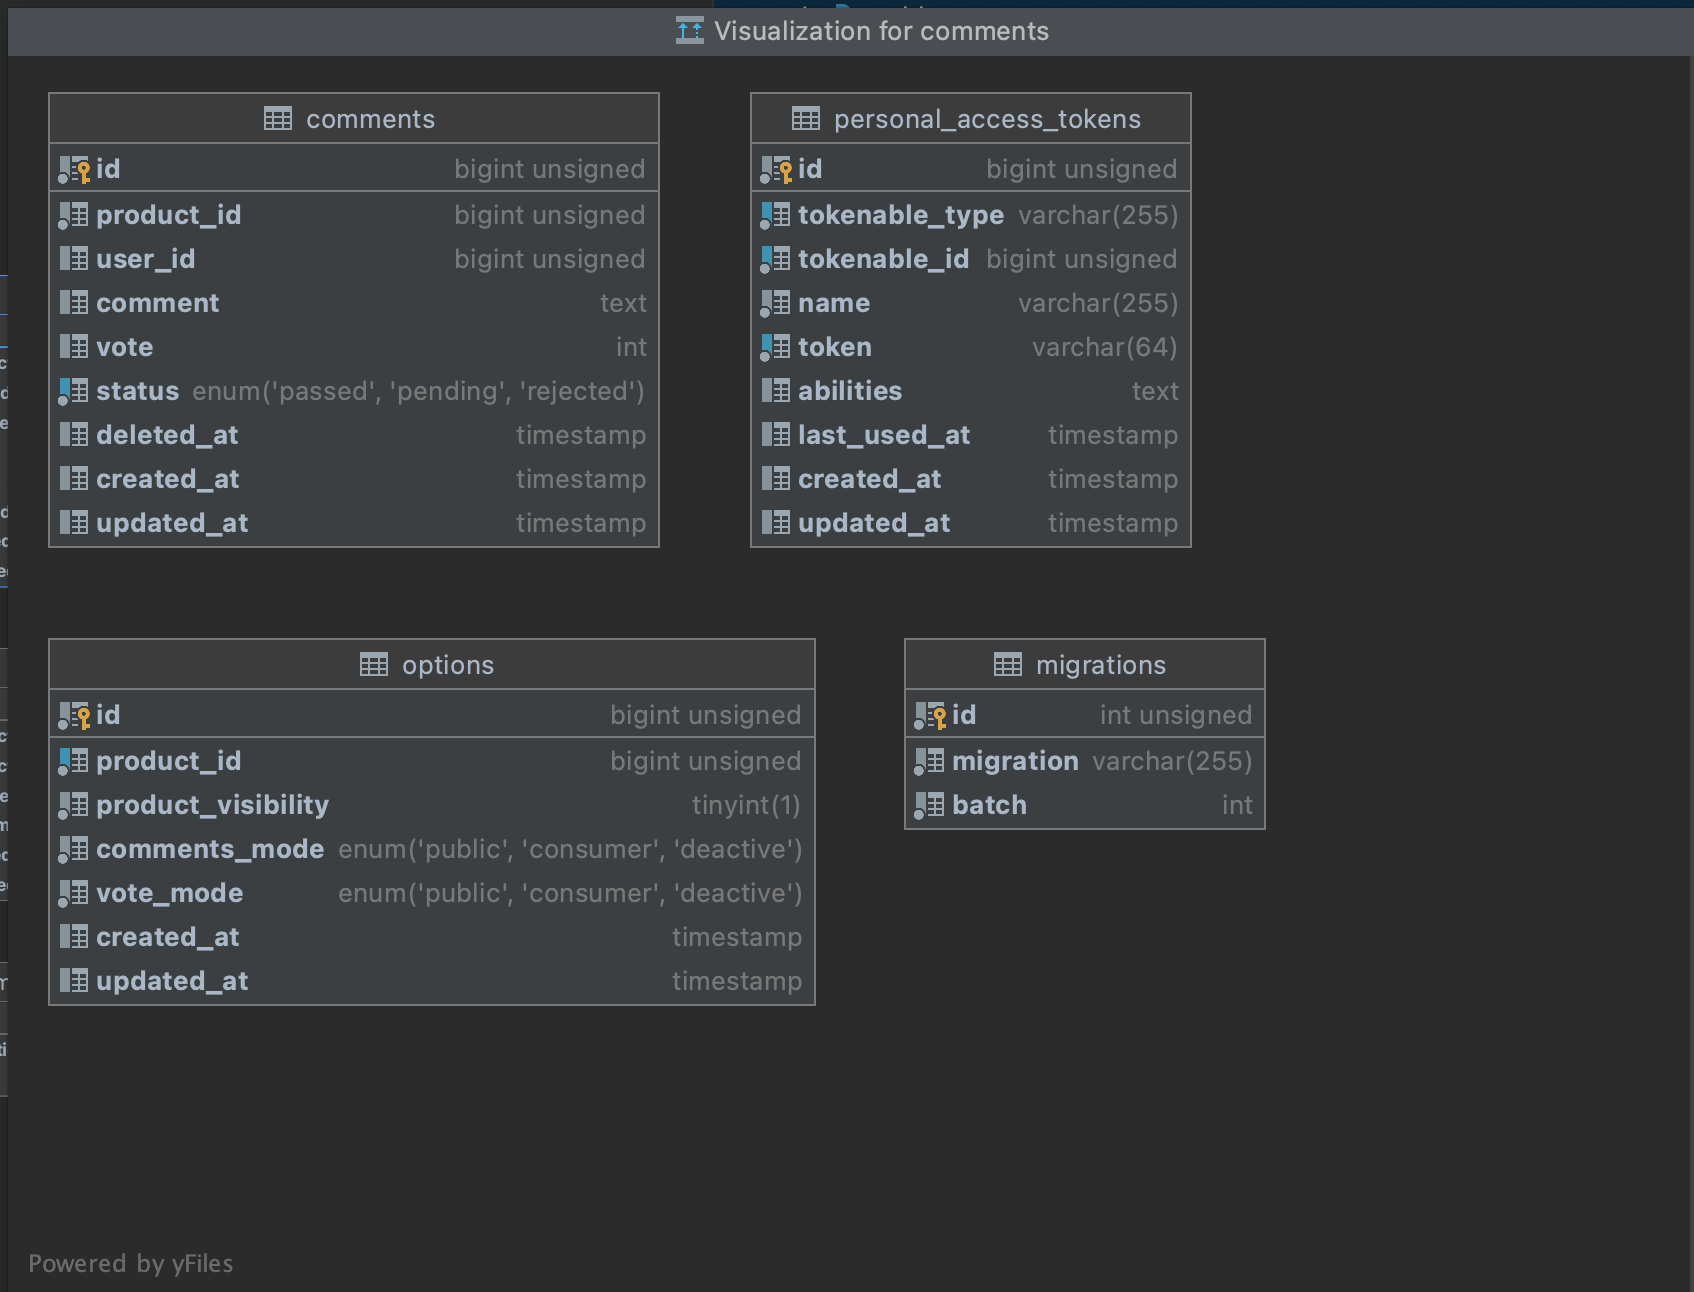 Visualization for comments
comments
id bigint unsigned
product_id bigint unsigned
user_id bigint unsigned
comment text
vote int
status enum('passed', 'pending', 'rejected')
deleted_at timestamp
created_at timestamp
updated_at timestamp
personal_access_tokens
id bigint unsigned
tokenable_type varchar(255)
tokenable_id bigint unsigned
name varchar(255)
token varchar(64)
abilities text
last_used_at timestamp
created_at timestamp
updated_at timestamp
options
id bigint unsigned
product_id bigint unsigned
product_visibility tinyint(1)
comments_mode enum('public', 'consumer', 'deactive')
vote_mode enum('public', 'consumer', 'deactive')
created_at timestamp
updated_at timestamp
migrations
id int unsigned
migration varchar(255)
batch int
Powered by yFiles